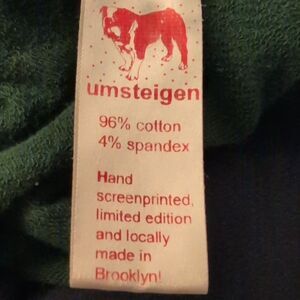 umsteigen
96% cotton
4% spandex
Hand
screenprinted,
limited edition
and locally
made in
Brooklyn!